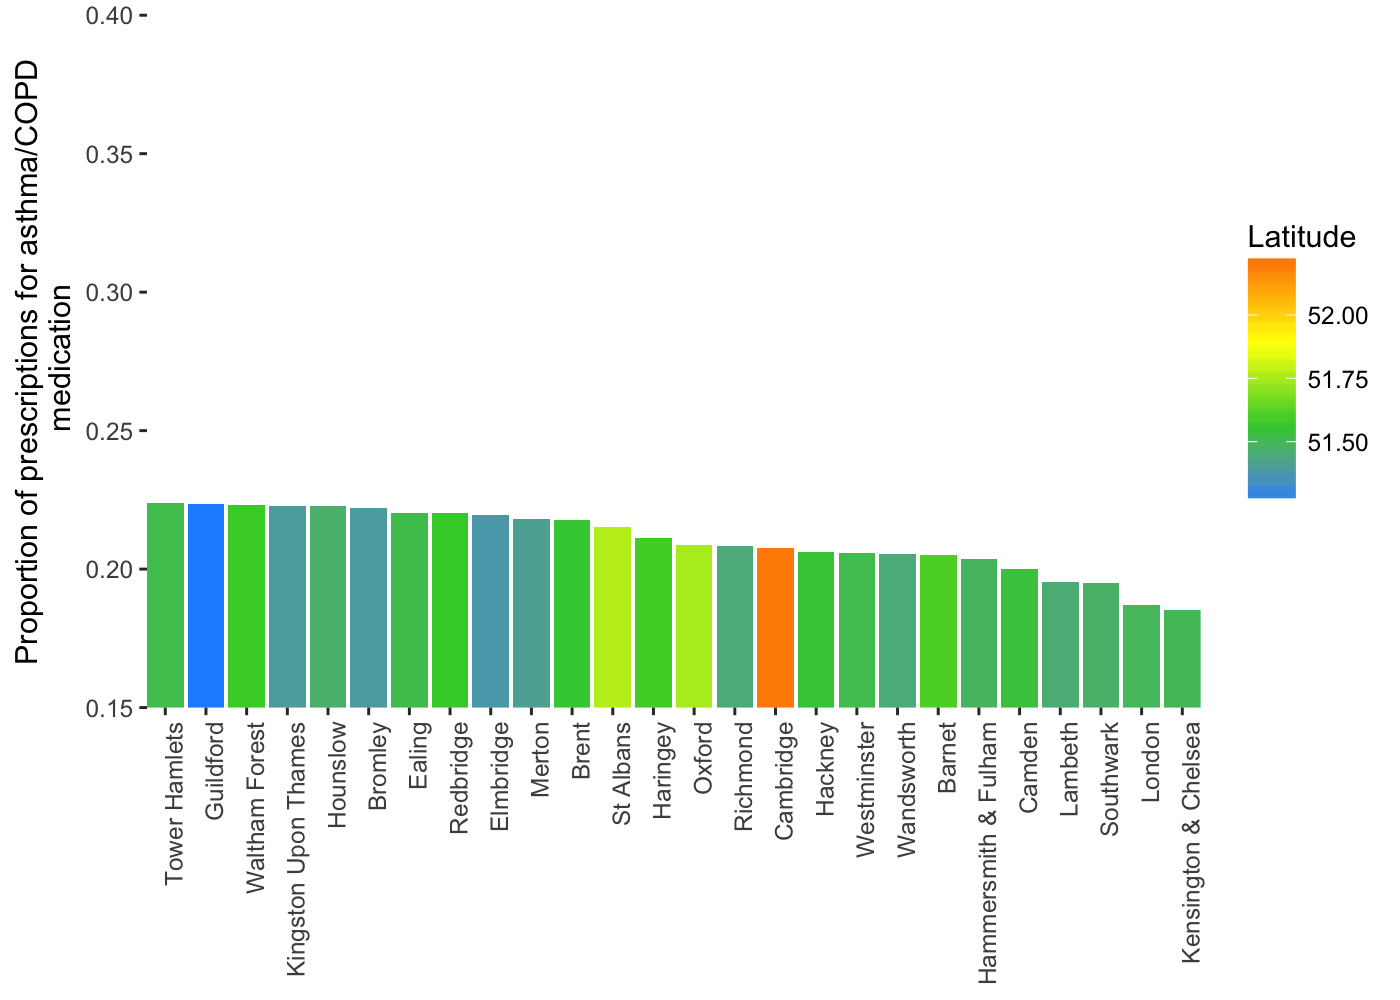 Proportion of prescriptions for asthma/COPD
medication
0.40
0.35
0.30
0.25
0.20
0.15
Tower Hamlets
Guildford
Waltham Forest
Kingston Upon Thames
Hounslow
Bromley
Ealing
Redbridge
Elmbridge
Merton
Brent
St Albans
Haringey
Oxford
Richmond
Cambridge
Hackney
Westminster
Wandsworth
Barnet
Hammersmith & Fulham
Camden
Lambeth
Southwark
London
Kensington & Chelsea
Latitude
52.00
51.75
51.50